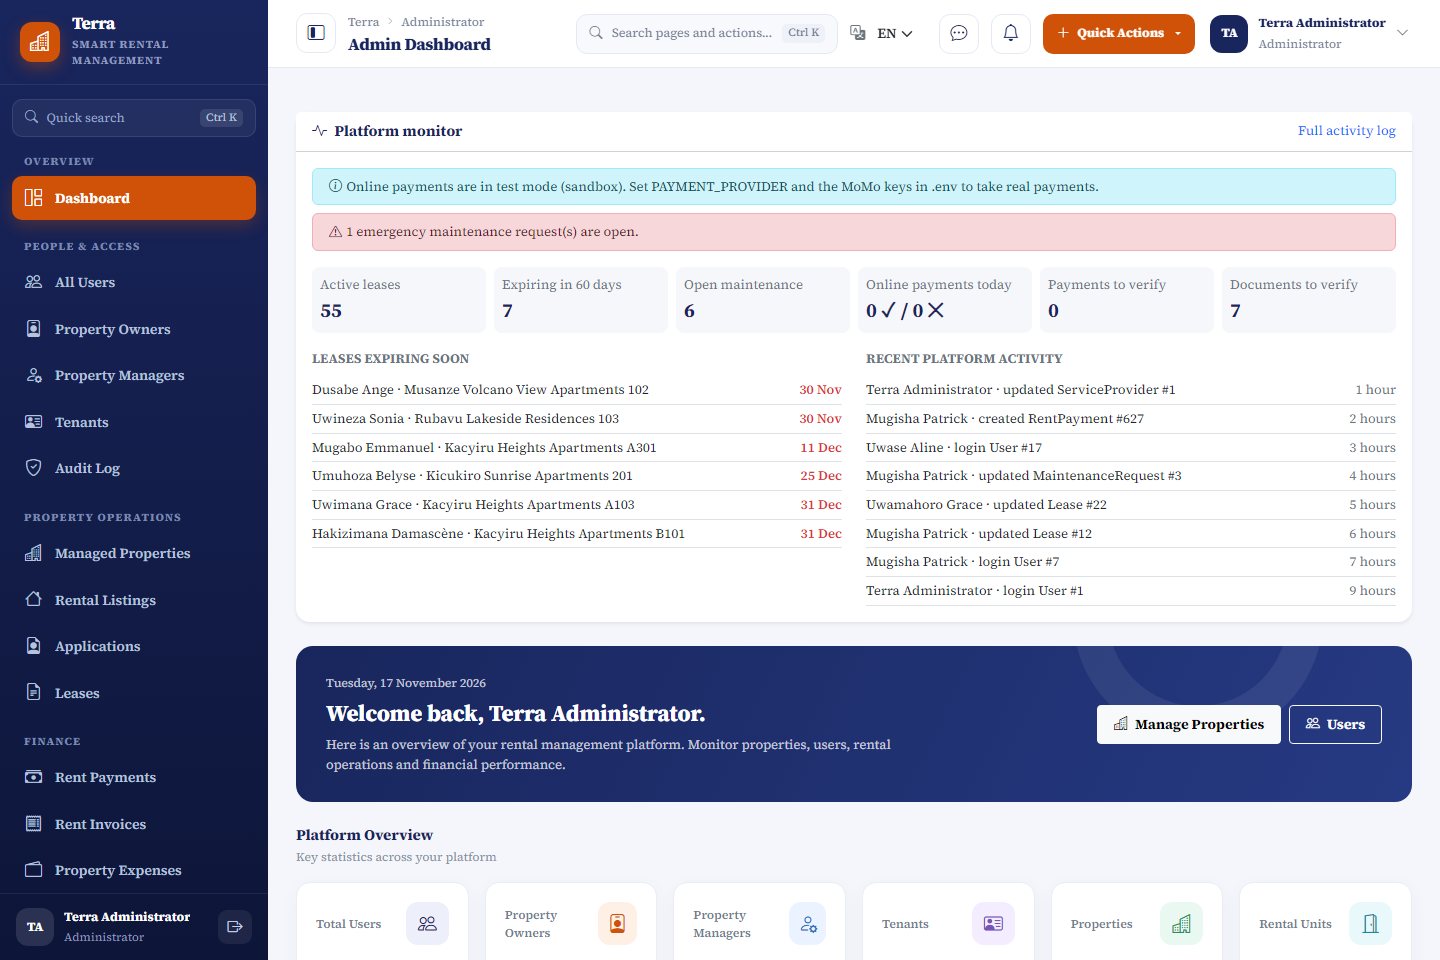 Terra
SMART RENTAL
MANAGEMENT
Quick search
Ctrl K
OVERVIEW
Dashboard
PEOPLE & ACCESS
All Users
Property Owners
Property Managers
Tenants
Audit Log
PROPERTY OPERATIONS
Managed Properties
Rental Listings
Applications
Leases
FINANCE
Rent Payments
Rent Invoices
Property Expenses
TA
Terra Administrator
Administrator
Terra > Administrator
Admin Dashboard
Search pages and actions... Ctrl K
EN
+ Quick Actions
TA
Terra Administrator
Administrator
Platform monitor
Full activity log
Online payments are in test mode (sandbox). Set PAYMENT_PROVIDER and the MoMo keys in .env to take real payments.
1 emergency maintenance request(s) are open.
Active leases
55
Expiring in 60 days
7
Open maintenance
6
Online payments today
0 ✓ / 0 ✕
Payments to verify
0
Documents to verify
7
LEASES EXPIRING SOON
Dusabe Ange · Musanze Volcano View Apartments 102 30 Nov
Uwineza Sonia · Rubavu Lakeside Residences 103 30 Nov
Mugabo Emmanuel · Kacyiru Heights Apartments A301 11 Dec
Umuhoza Belyse · Kicukiro Sunrise Apartments 201 25 Dec
Uwimana Grace · Kacyiru Heights Apartments A103 31 Dec
Hakizimana Damascène · Kacyiru Heights Apartments B101 31 Dec
RECENT PLATFORM ACTIVITY
Terra Administrator · updated ServiceProvider #1 1 hour
Mugisha Patrick · created RentPayment #627 2 hours
Uwase Aline · login User #17 3 hours
Mugisha Patrick · updated MaintenanceRequest #3 4 hours
Uwamahoro Grace · updated Lease #22 5 hours
Mugisha Patrick · updated Lease #12 6 hours
Mugisha Patrick · login User #7 7 hours
Terra Administrator · login User #1 9 hours
Tuesday, 17 November 2026
Welcome back, Terra Administrator.
Here is an overview of your rental management platform. Monitor properties, users, rental
operations and financial performance.
Manage Properties
Users
Platform Overview
Key statistics across your platform
Total Users
Property
Owners
Property
Managers
Tenants
Properties
Rental Units